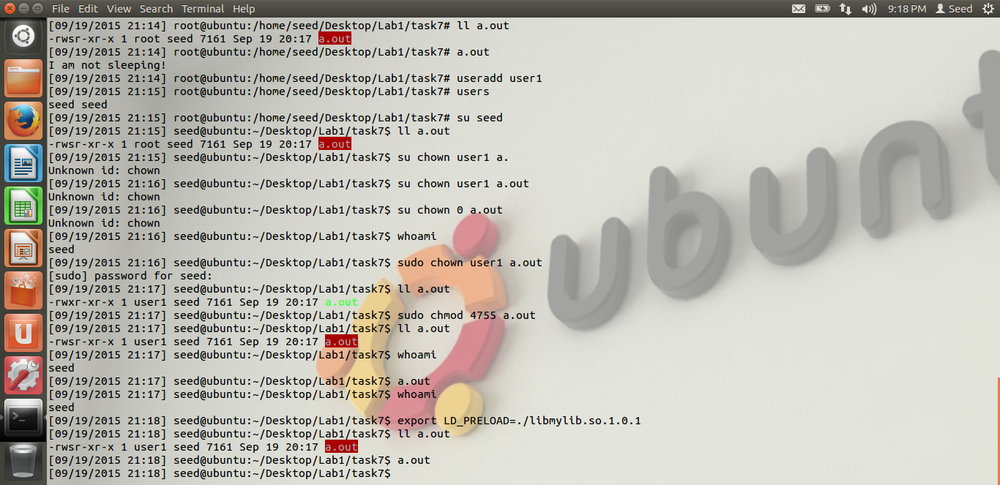 File Edit View Search Terminal Help 9:18 PM Seed
[09/19/2015 21:14] root@ubuntu:/home/seed/Desktop/Lab1/task7# ll a.out
-rwsr-xr-x 1 root seed 7161 Sep 19 20:17 a.out
[09/19/2015 21:14] root@ubuntu:/home/seed/Desktop/Lab1/task7# a.out
I am not sleeping!
[09/19/2015 21:14] root@ubuntu:/home/seed/Desktop/Lab1/task7# useradd user1
[09/19/2015 21:15] root@ubuntu:/home/seed/Desktop/Lab1/task7# users
seed seed
[09/19/2015 21:15] root@ubuntu:/home/seed/Desktop/Lab1/task7# su seed
[09/19/2015 21:15] seed@ubuntu:~/Desktop/Lab1/task7$ ll a.out
-rwsr-xr-x 1 root seed 7161 Sep 19 20:17 a.out
[09/19/2015 21:15] seed@ubuntu:~/Desktop/Lab1/task7$ su chown user1 a.
Unknown id: chown
[09/19/2015 21:16] seed@ubuntu:~/Desktop/Lab1/task7$ su chown user1 a.out
Unknown id: chown
[09/19/2015 21:16] seed@ubuntu:~/Desktop/Lab1/task7$ su chown 0 a.out
Unknown id: chown
[09/19/2015 21:16] seed@ubuntu:~/Desktop/Lab1/task7$ whoami
seed
[09/19/2015 21:16] seed@ubuntu:~/Desktop/Lab1/task7$ sudo chown user1 a.out
[sudo] password for seed:
[09/19/2015 21:17] seed@ubuntu:~/Desktop/Lab1/task7$ ll a.out
-rwxr-xr-x 1 user1 seed 7161 Sep 19 20:17 a.out
[09/19/2015 21:17] seed@ubuntu:~/Desktop/Lab1/task7$ sudo chmod 4755 a.out
[09/19/2015 21:17] seed@ubuntu:~/Desktop/Lab1/task7$ ll a.out
-rwsr-xr-x 1 user1 seed 7161 Sep 19 20:17 a.out
[09/19/2015 21:17] seed@ubuntu:~/Desktop/Lab1/task7$ whoami
seed
[09/19/2015 21:17] seed@ubuntu:~/Desktop/Lab1/task7$ a.out
[09/19/2015 21:17] seed@ubuntu:~/Desktop/Lab1/task7$ whoami
seed
[09/19/2015 21:18] seed@ubuntu:~/Desktop/Lab1/task7$ export LD_PRELOAD=./libmylib.so.1.0.1
[09/19/2015 21:18] seed@ubuntu:~/Desktop/Lab1/task7$ ll a.out
-rwsr-xr-x 1 user1 seed 7161 Sep 19 20:17 a.out
[09/19/2015 21:18] seed@ubuntu:~/Desktop/Lab1/task7$ a.out
[09/19/2015 21:18] seed@ubuntu:~/Desktop/Lab1/task7$
ubunt